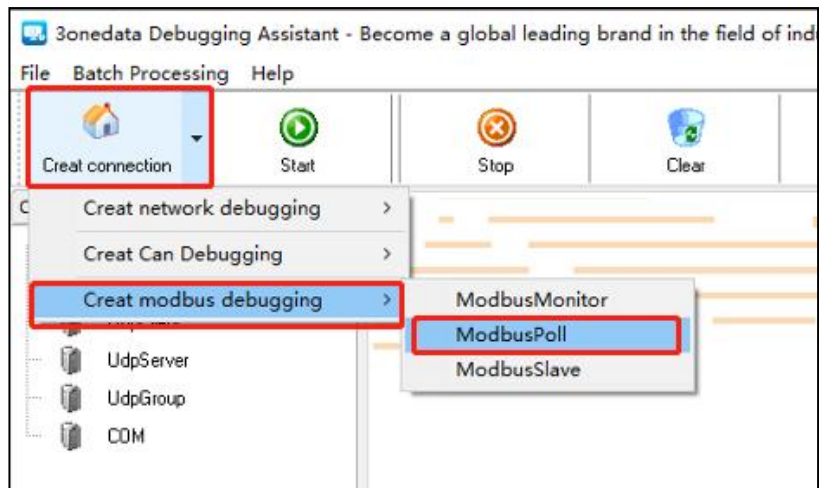 3onedata Debugging Assistant - Become a global leading brand in the field of
File Batch Processing Help
Creat connection Start Stop Clear
Creat network debugging >
Creat Can Debugging >
Creat modbus debugging >
ModbusMonitor
ModbusPoll
ModbusSlave
UdpServer
UdpGroup
COM